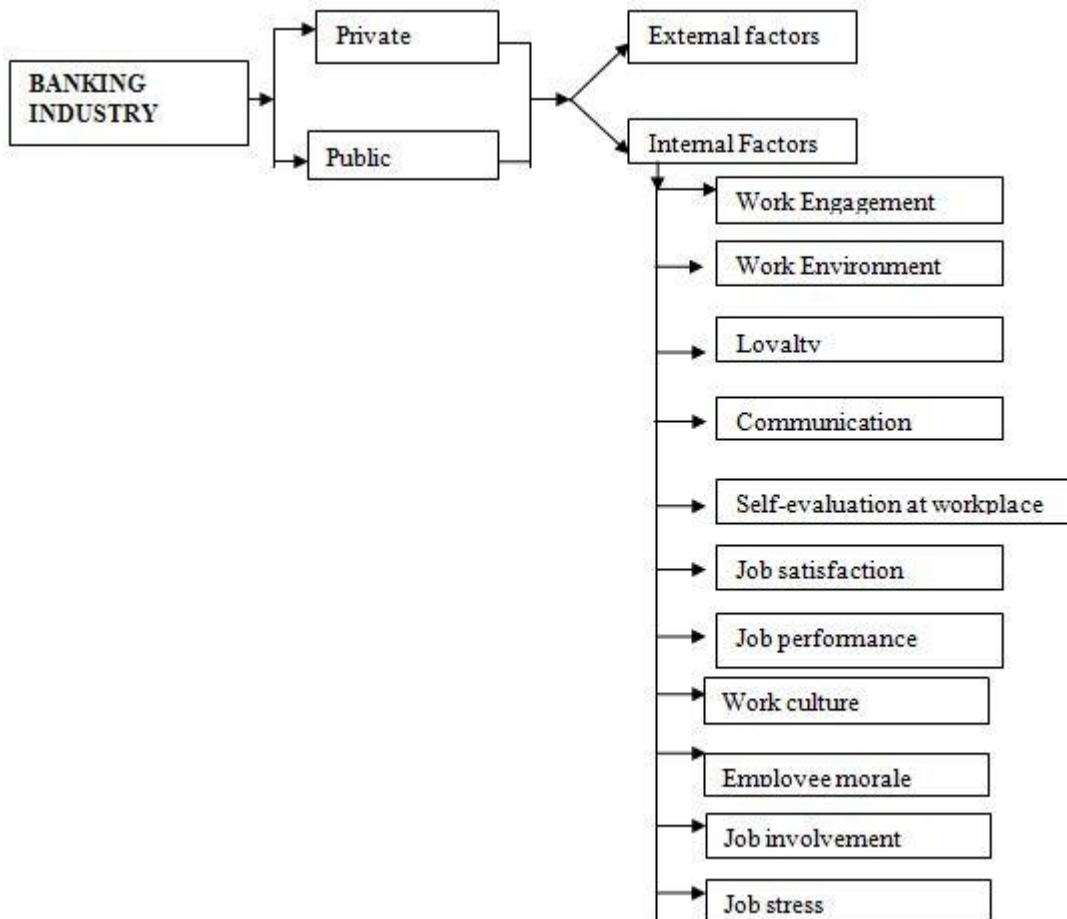 Private
External factors
BANKING
INDUSTRY
Public
Internal Factors
Work Engagement
Work Environment
Loyalty
Communication
Self-evaluation at workplace
Job satisfaction
Job performance
Work culture
Employee morale
Job involvement
Job stress